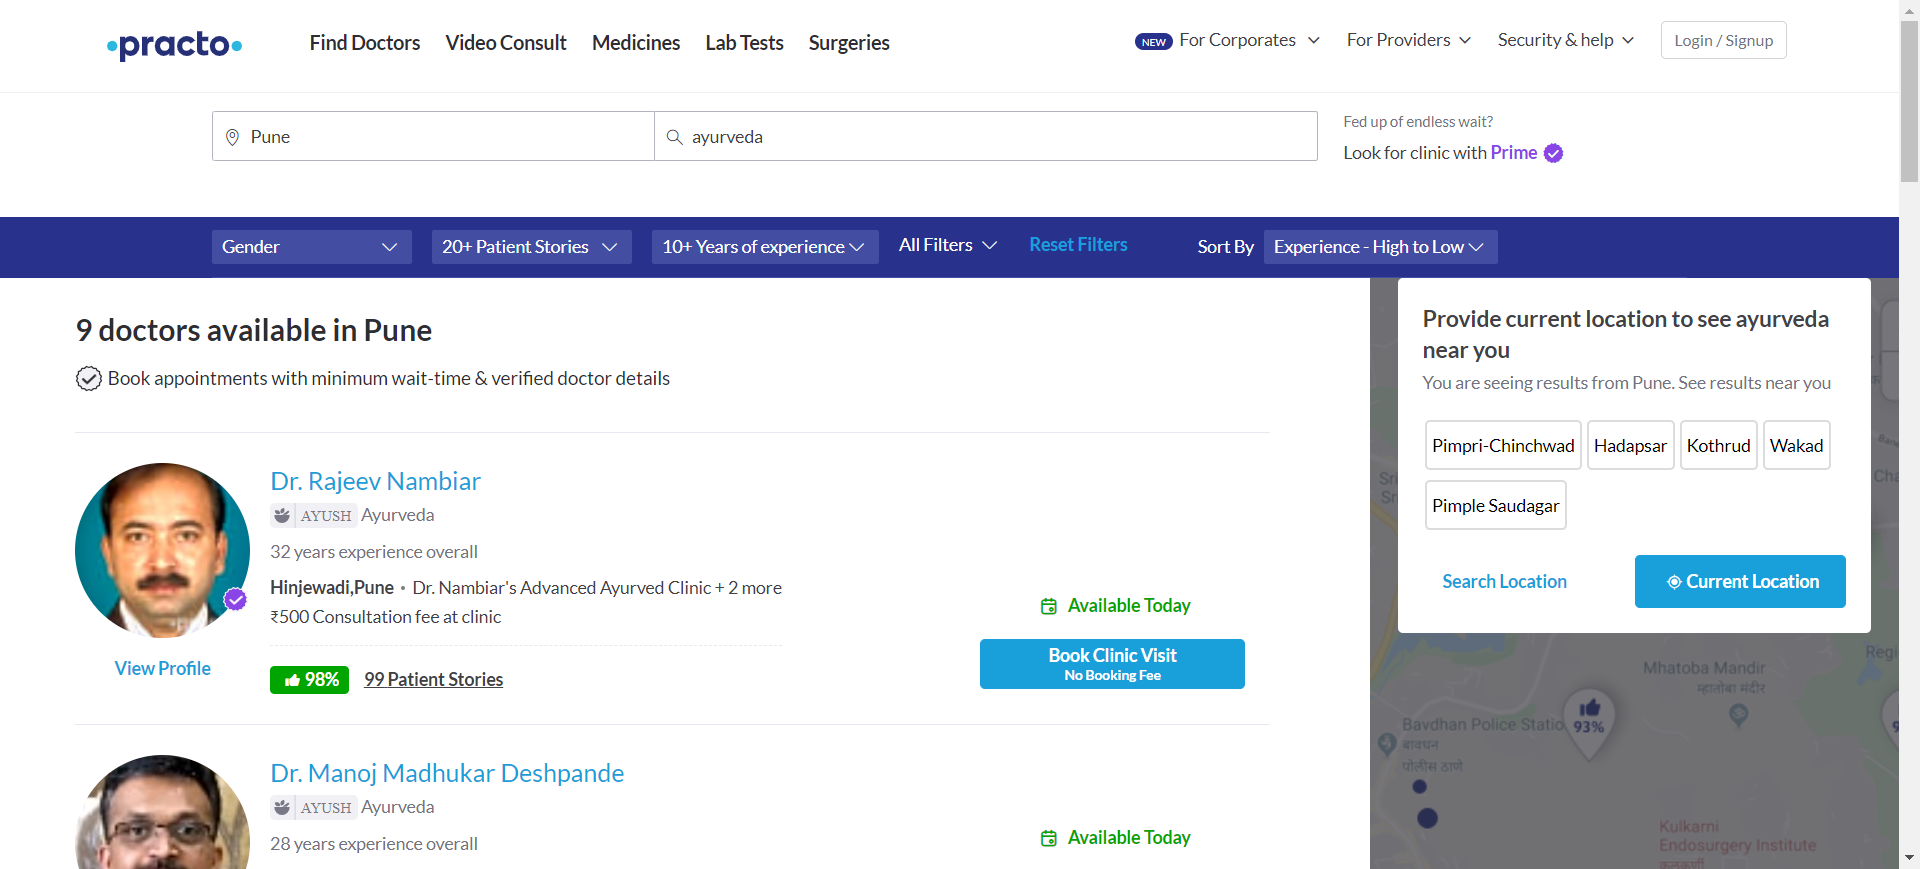 practo
Find Doctors
Video Consult
Medicines
Lab Tests
Surgeries
NEW For Corporates
For Providers
Security & help
Login / Signup
Pune
ayurveda
Fed up of endless wait?
Look for clinic with Prime
Gender
20+ Patient Stories
10+ Years of experience
All Filters
Reset Filters
Sort By
Experience - High to Low
9 doctors available in Pune
Book appointments with minimum wait-time & verified doctor details
Dr. Rajeev Nambiar
AYUSH Ayurveda
32 years experience overall
Hinjewadi,Pune • Dr. Nambiar's Advanced Ayurved Clinic + 2 more
₹500 Consultation fee at clinic
View Profile
98%
99 Patient Stories
Available Today
Book Clinic Visit
No Booking Fee
Dr. Manoj Madhukar Deshpande
AYUSH Ayurveda
28 years experience overall
Available Today
Provide current location to see ayurveda
near you
You are seeing results from Pune. See results near you
Pimpri-Chinchwad
Hadapsar
Kothrud
Wakad
Pimple Saudagar
Search Location
Current Location
Mhatoba Mandir
म्हातोबा मंदीर
Bavdhan Police Statio
बावधन
पोलीस ठाणे
93%
Kulkarni
Endosurgery Institute
कुलकर्णी